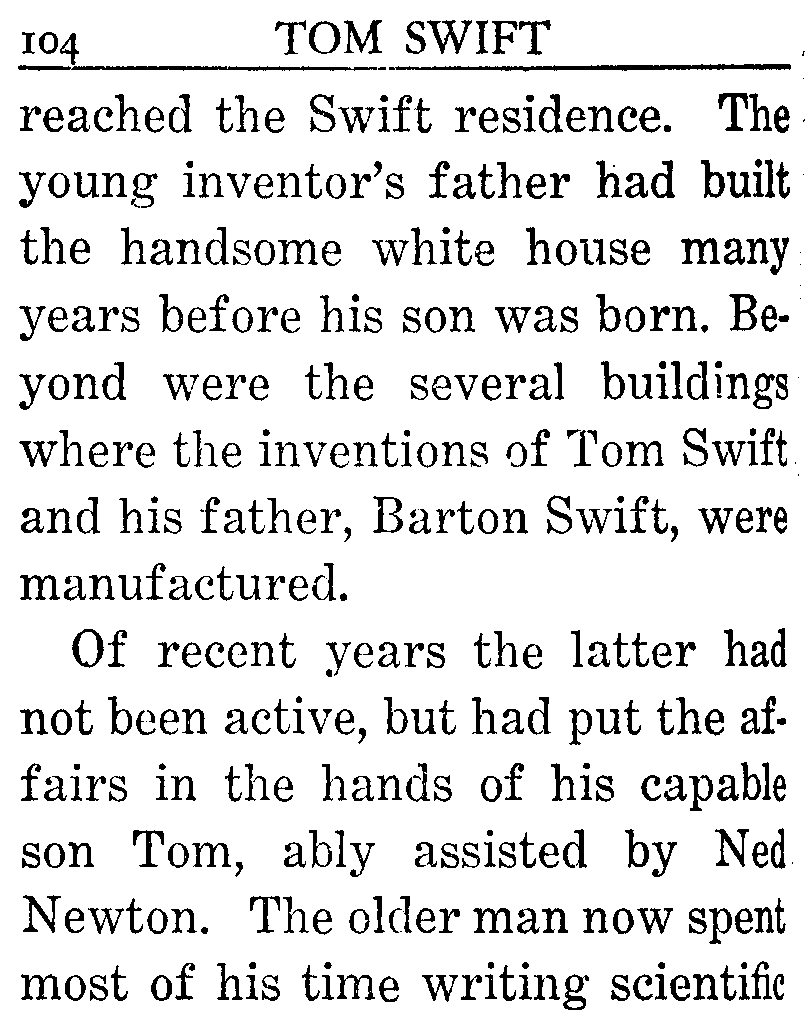 104 TOM SWIFT
reached the Swift residence. The
young inventor's father had built
the handsome white house many
years before his son was born. Be-
yond were the several buildings
where the inventions of Tom Swift
and his father, Barton Swift, were
manufactured.
Of recent years the latter had
not been active, but had put the af-
fairs in the hands of his capable
son Tom, ably assisted by Ned
Newton. The older man now spent
most of his time writing scientific